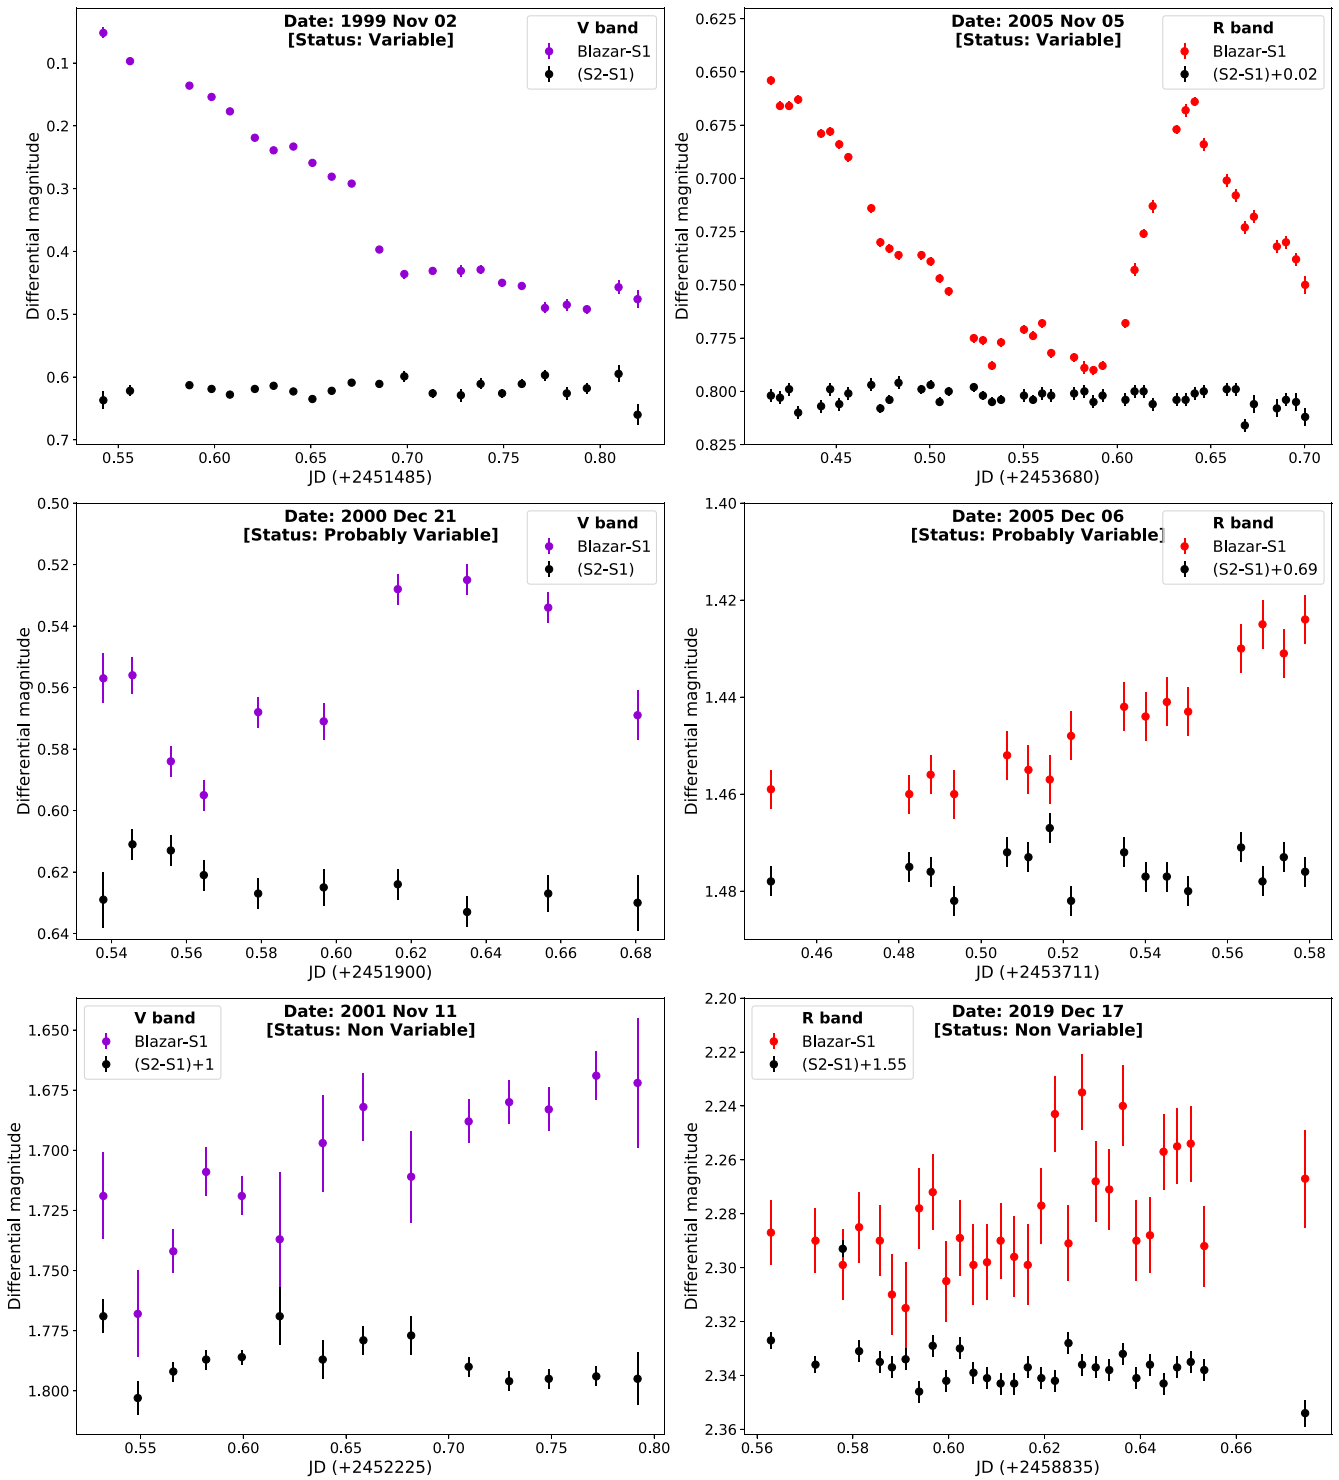 Date: 1999 Nov 02
[Status: Variable]
V band
Blazar-S1
(S2-S1)
Differential magnitude
0.1
0.2
0.3
0.4
0.5
0.6
0.7
0.55 0.60 0.65 0.70 0.75 0.80
JD (+2451485)
Date: 2005 Nov 05
[Status: Variable]
R band
Blazar-S1
(S2-S1)+0.02
Differential magnitude
0.625
0.650
0.675
0.700
0.725
0.750
0.775
0.800
0.825
0.45 0.50 0.55 0.60 0.65 0.70
JD (+2453680)
Date: 2000 Dec 21
[Status: Probably Variable]
V band
Blazar-S1
(S2-S1)
Differential magnitude
0.50
0.52
0.54
0.56
0.58
0.60
0.62
0.64
0.54 0.56 0.58 0.60 0.62 0.64 0.66 0.68
JD (+2451900)
Date: 2005 Dec 06
[Status: Probably Variable]
R band
Blazar-S1
(S2-S1)+0.69
Differential magnitude
1.40
1.42
1.44
1.46
1.48
0.46 0.48 0.50 0.52 0.54 0.56 0.58
JD (+2453711)
Date: 2001 Nov 11
[Status: Non Variable]
V band
Blazar-S1
(S2-S1)+1
Differential magnitude
1.650
1.675
1.700
1.725
1.750
1.775
1.800
0.55 0.60 0.65 0.70 0.75 0.80
JD (+2452225)
Date: 2019 Dec 17
[Status: Non Variable]
R band
Blazar-S1
(S2-S1)+1.55
Differential magnitude
2.20
2.22
2.24
2.26
2.28
2.30
2.32
2.34
2.36
0.56 0.58 0.60 0.62 0.64 0.66
JD (+2458835)